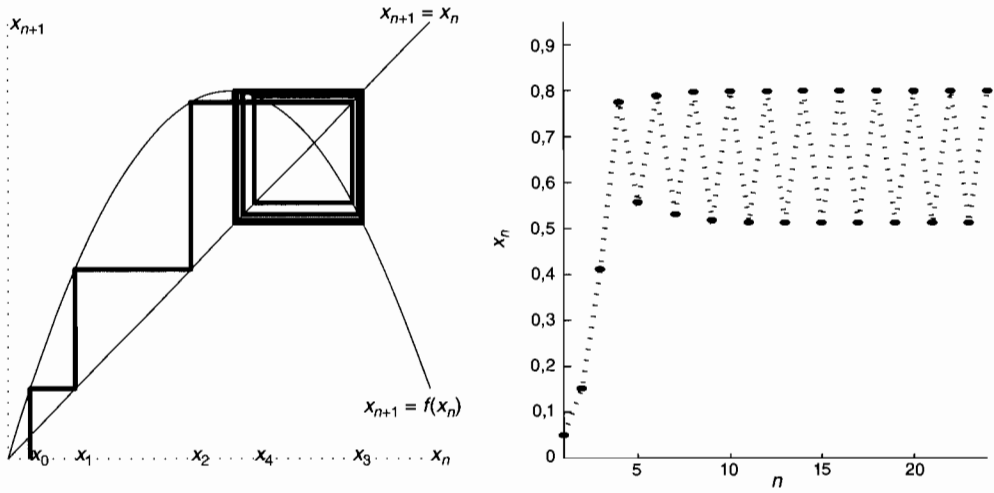 x_{n+1}
x_{n+1} = x_n
x_{n+1} = f(x_n)
x_0 x_1 x_2 x_4 x_3 x_n
0,9
0,8
0,7
0,6
0,5
0,4
0,3
0,2
0,1
0
x_n
5 10 15 20
n